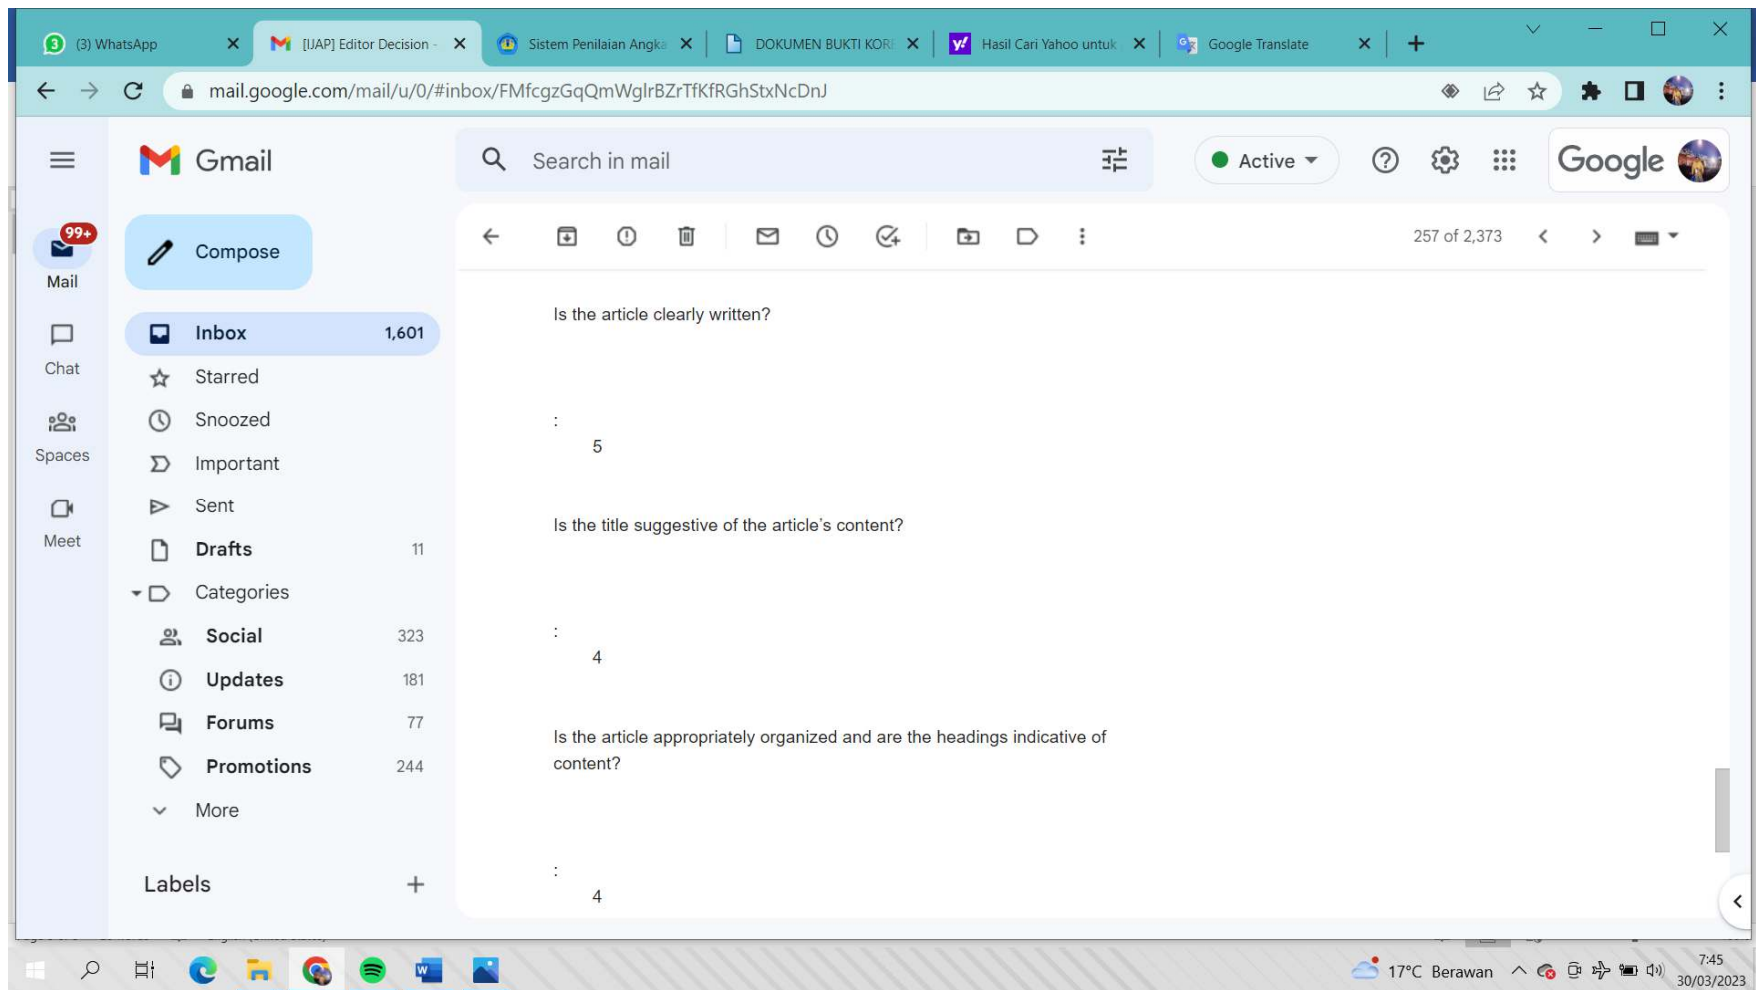 (3) WhatsApp
[IJAP] Editor Decision -
Sistem Penilaian Angka
DOKUMEN BUKTI KOR
Hasil Cari Yahoo untuk
Google Translate
mail.google.com/mail/u/0/#inbox/FMfcgzGqQmWglrBZrTfKfRGhStxNcDnJ
Gmail
Search in mail
Active
Google
99+
Mail
Chat
Spaces
Meet
Compose
Inbox 1,601
Starred
Snoozed
Important
Sent
Drafts 11
Categories
Social 323
Updates 181
Forums 77
Promotions 244
More
Labels
257 of 2,373
Is the article clearly written?
:
5
Is the title suggestive of the article's content?
:
4
Is the article appropriately organized and are the headings indicative of
content?
:
4
17°C Berawan
7:45
30/03/2023